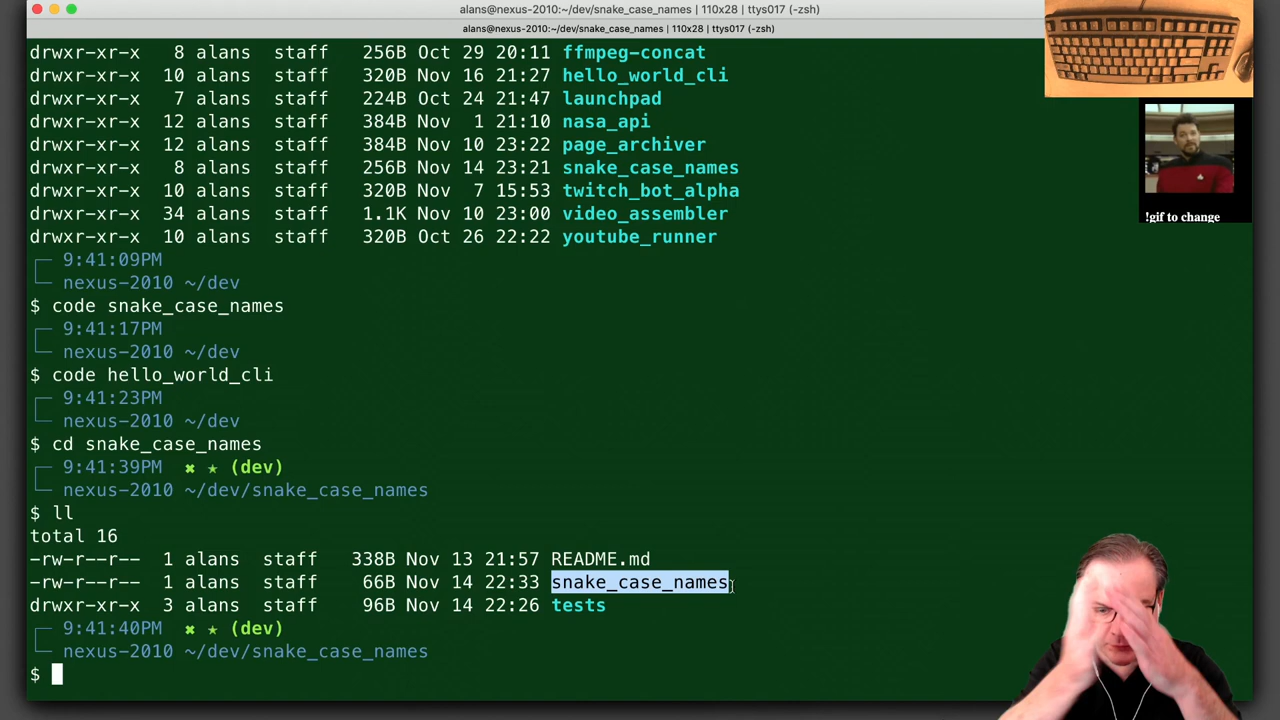 alans@nexus-2010:~/dev/snake_case_names | 110x28 | ttys017 (-zsh)
alans@nexus-2010:~/dev/snake_case_names | 110x28 | ttys017 (-zsh)
drwxr-xr-x 8 alans staff 256B Oct 29 20:11 ffmpeg-concat
drwxr-xr-x 10 alans staff 320B Nov 16 21:27 hello_world_cli
drwxr-xr-x 7 alans staff 224B Oct 24 21:47 launchpad
drwxr-xr-x 12 alans staff 384B Nov 1 21:10 nasa_api
drwxr-xr-x 12 alans staff 384B Nov 10 23:22 page_archiver
drwxr-xr-x 8 alans staff 256B Nov 14 23:21 snake_case_names
drwxr-xr-x 10 alans staff 320B Nov 7 15:53 twitch_bot_alpha
drwxr-xr-x 34 alans staff 1.1K Nov 10 23:00 video_assembler
drwxr-xr-x 10 alans staff 320B Oct 26 22:22 youtube_runner
!gif to change
9:41:09PM
nexus-2010 ~/dev
$ code snake_case_names
9:41:17PM
nexus-2010 ~/dev
$ code hello_world_cli
9:41:23PM
nexus-2010 ~/dev
$ cd snake_case_names
9:41:39PM ✖ ★ (dev)
nexus-2010 ~/dev/snake_case_names
$ ll
total 16
-rw-r--r-- 1 alans staff 338B Nov 13 21:57 README.md
-rw-r--r-- 1 alans staff 66B Nov 14 22:33 snake_case_names
drwxr-xr-x 3 alans staff 96B Nov 14 22:26 tests
9:41:40PM ✖ ★ (dev)
nexus-2010 ~/dev/snake_case_names
$